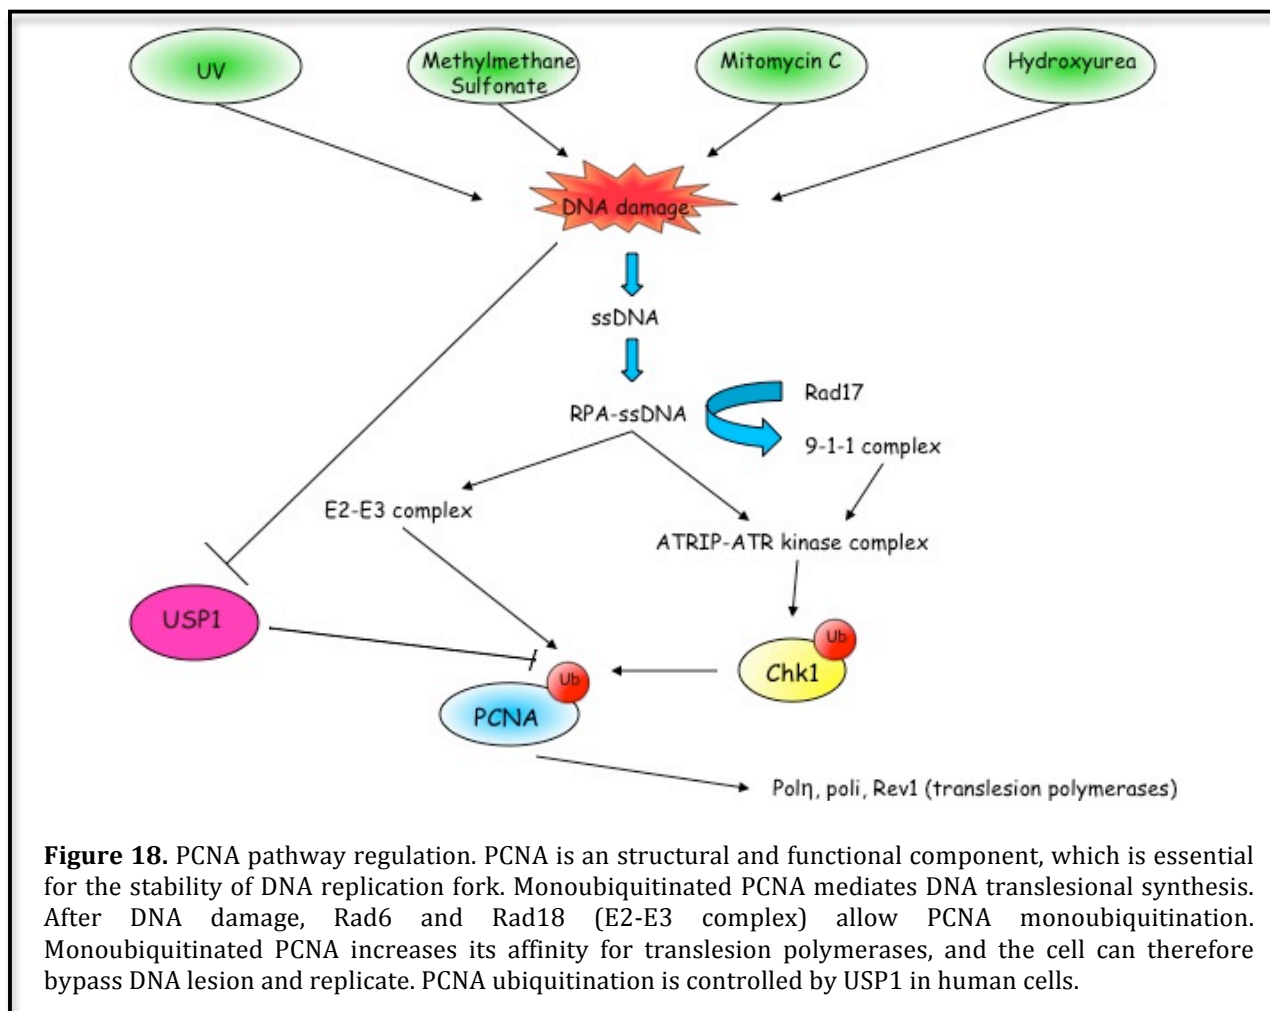 UV
Methylmethane
Sulfonate
Mitomycin C
Hydroxyurea
DNA damage
ssDNA
RPA-ssDNA
Rad17
9-1-1 complex
E2-E3 complex
ATRIP-ATR kinase complex
USP1
Ub
Chk1
Ub
PCNA
Polη, poli, Rev1 (translesion polymerases)
Figure 18. PCNA pathway regulation. PCNA is an structural and functional component, which is essential
for the stability of DNA replication fork. Monoubiquitinated PCNA mediates DNA translesional synthesis.
After DNA damage, Rad6 and Rad18 (E2-E3 complex) allow PCNA monoubiquitination.
Monoubiquitinated PCNA increases its affinity for translesion polymerases, and the cell can therefore
bypass DNA lesion and replicate. PCNA ubiquitination is controlled by USP1 in human cells.